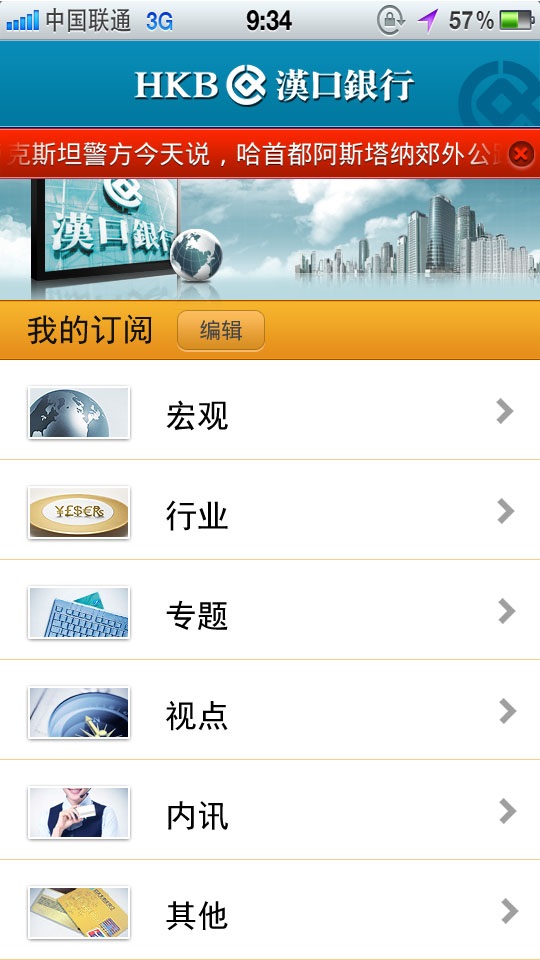 中国联通 3G 9:34 57%
HKB 漢口銀行
克斯坦警方今天说，哈首都阿斯塔纳郊外公
漢口銀行
我的订阅 编辑
宏观
¥£$€₨
行业
专题
视点
内讯
其他